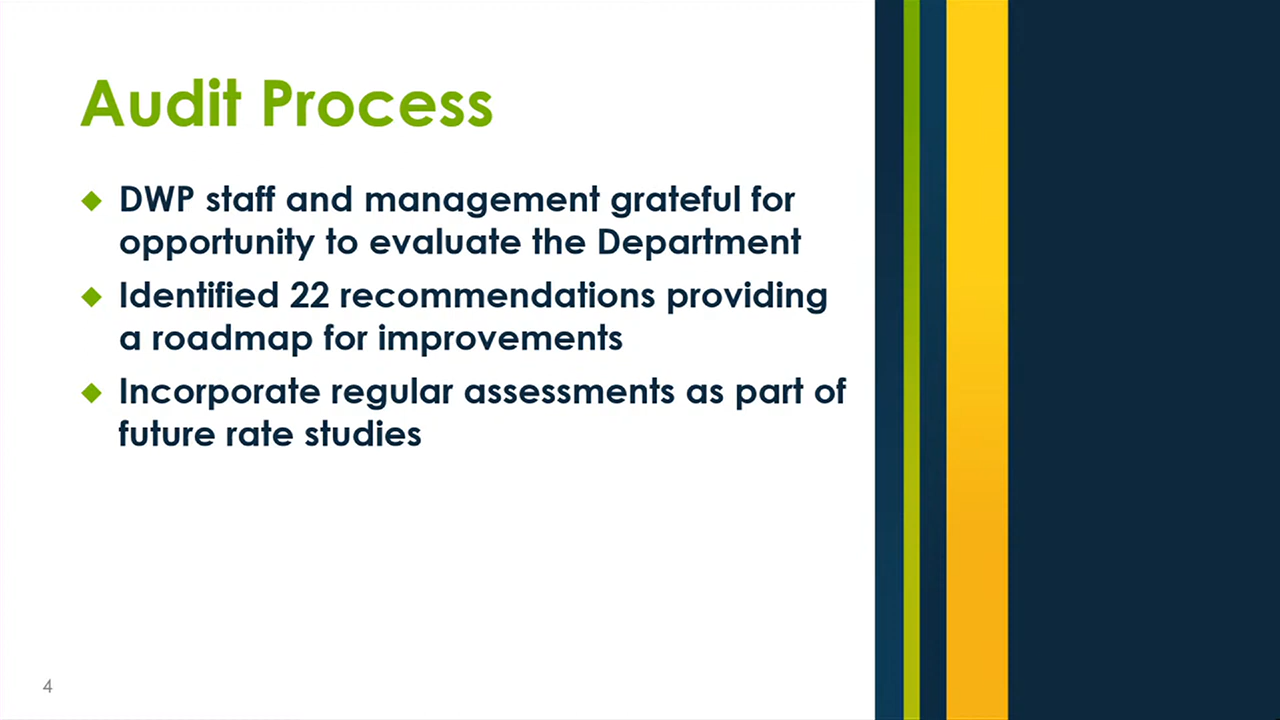 Audit Process
◆ DWP staff and management grateful for
opportunity to evaluate the Department
◆ Identified 22 recommendations providing
a roadmap for improvements
◆ Incorporate regular assessments as part of
future rate studies
4